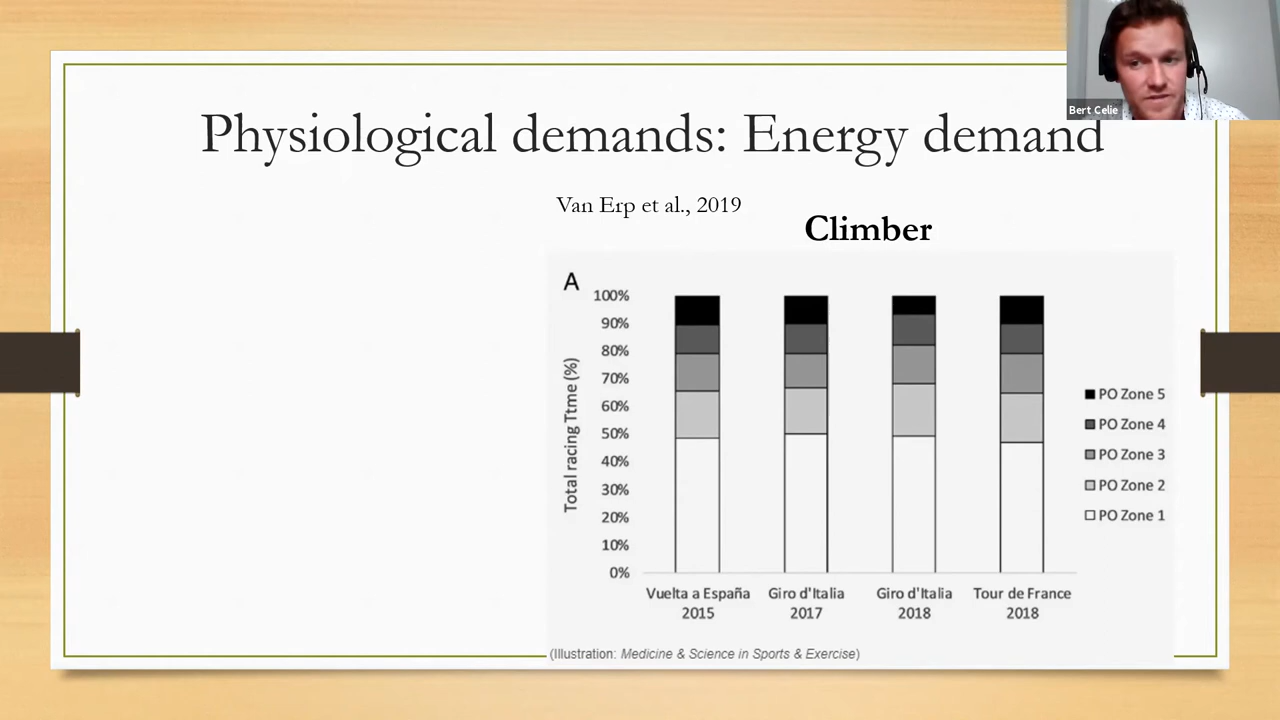 Bert Celie
Physiological demands: Energy demand
Van Erp et al., 2019
Climber
A
100%
90%
80%
70%
60%
50%
40%
30%
20%
10%
0%
Total racing Ttme (%)
PO Zone 5
PO Zone 4
PO Zone 3
PO Zone 2
PO Zone 1
Vuelta a España
2015
Giro d'Italia
2017
Giro d'Italia
2018
Tour de France
2018
(Illustration: Medicine & Science in Sports & Exercise)